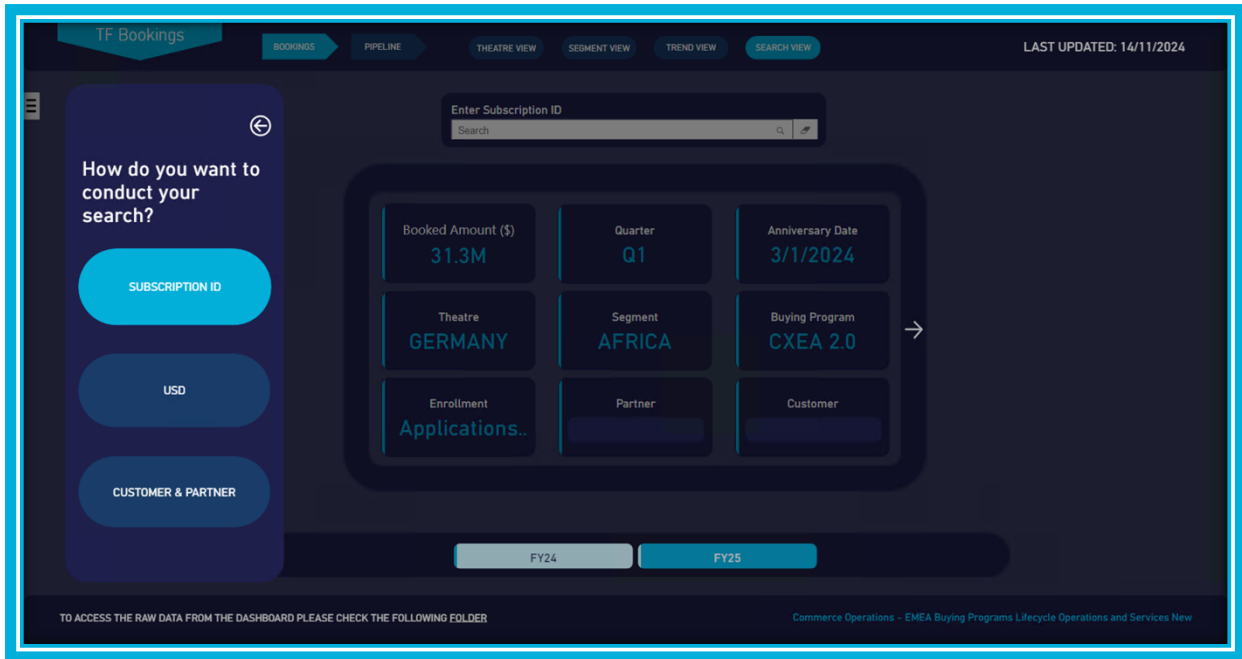 TF Bookings
BOOKINGS
PIPELINE
THEATRE VIEW
SEGMENT VIEW
TREND VIEW
SEARCH VIEW
LAST UPDATED: 14/11/2024
How do you want to
conduct your
search?
SUBSCRIPTION ID
USD
CUSTOMER & PARTNER
Enter Subscription ID
Search
Booked Amount ($)
31.3M
Quarter
Q1
Anniversary Date
3/1/2024
Theatre
GERMANY
Segment
AFRICA
Buying Program
CXEA 2.0
Enrollment
Applications..
Partner
Customer
FY24
FY25
TO ACCESS THE RAW DATA FROM THE DASHBOARD PLEASE CHECK THE FOLLOWING FOLDER
Commerce Operations - EMEA Buying Programs Lifecycle Operations and Services New